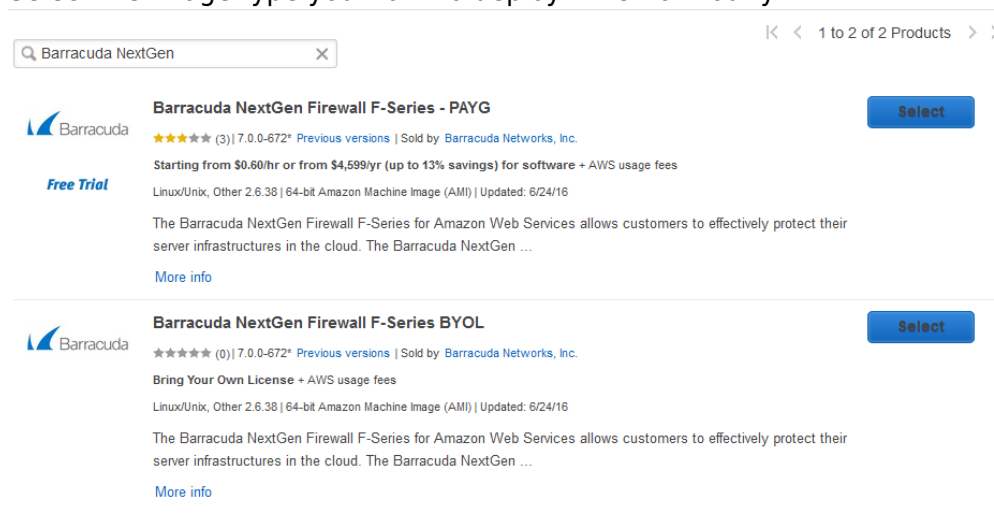 1 to 2 of 2 Products
Barracuda NextGen
Barracuda NextGen Firewall F-Series - PAYG
Select
Barracuda
(3) | 7.0.0-672* Previous versions | Sold by Barracuda Networks, Inc.
Starting from $0.60/hr or from $4,599/yr (up to 13% savings) for software + AWS usage fees
Free Trial
Linux/Unix, Other 2.6.38 | 64-bit Amazon Machine Image (AMI) | Updated: 6/24/16
The Barracuda NextGen Firewall F-Series for Amazon Web Services allows customers to effectively protect their
server infrastructures in the cloud. The Barracuda NextGen ...
More info
Barracuda NextGen Firewall F-Series BYOL
Select
Barracuda
(0) | 7.0.0-672* Previous versions | Sold by Barracuda Networks, Inc.
Bring Your Own License + AWS usage fees
Linux/Unix, Other 2.6.38 | 64-bit Amazon Machine Image (AMI) | Updated: 6/24/16
The Barracuda NextGen Firewall F-Series for Amazon Web Services allows customers to effectively protect their
server infrastructures in the cloud. The Barracuda NextGen ...
More info